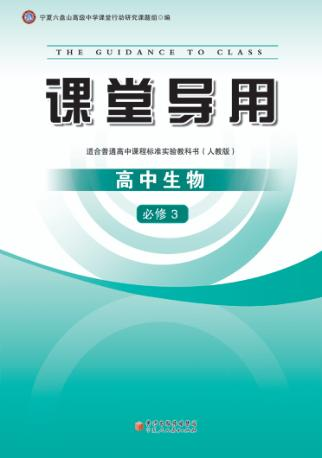 宁夏六盘山高级中学课堂行动研究课题组◎编
THE GUIDANCE TO CLASS
课堂导用
适合普通高中课程标准实验教科书（人教版）
高中生物
必修 3